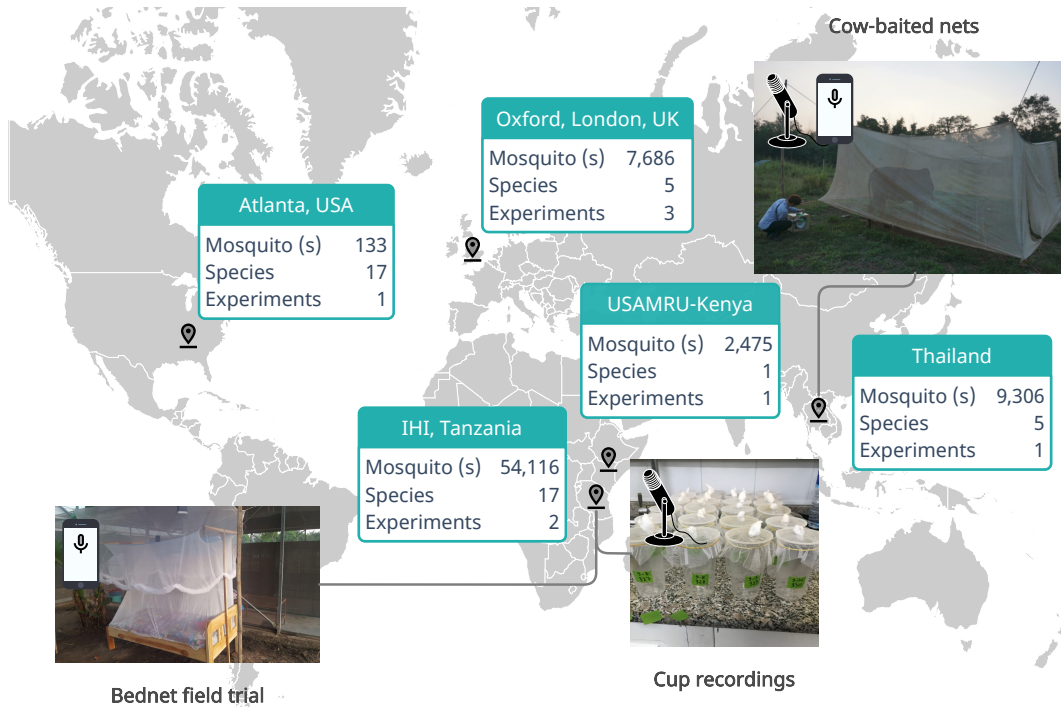 Cow-baited nets
Oxford, London, UK
Mosquito (s) 7,686
Species 5
Experiments 3
Atlanta, USA
Mosquito (s) 133
Species 17
Experiments 1
USAMRU-Kenya
Mosquito (s) 2,475
Species 1
Experiments 1
Thailand
Mosquito (s) 9,306
Species 5
Experiments 1
IHI, Tanzania
Mosquito (s) 54,116
Species 17
Experiments 2
Cup recordings
Bednet field trial